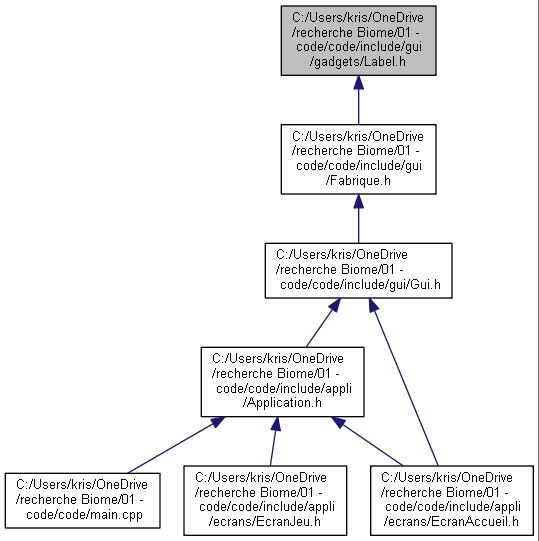 C:/Users/kris/OneDrive
/recherche Biome/01 -
code/code/include/gui
/gadgets/Label.h
C:/Users/kris/OneDrive
/recherche Biome/01 -
code/code/include/gui
/Fabrique.h
C:/Users/kris/OneDrive
/recherche Biome/01 -
code/code/include/gui/Gui.h
C:/Users/kris/OneDrive
/recherche Biome/01 -
code/code/include/appli
/Application.h
C:/Users/kris/OneDrive
/recherche Biome/01 -
code/code/main.cpp
C:/Users/kris/OneDrive
/recherche Biome/01 -
code/code/include/appli
/ecrans/EcranJeu.h
C:/Users/kris/OneDrive
/recherche Biome/01 -
code/code/include/appli
/ecrans/EcranAccueil.h